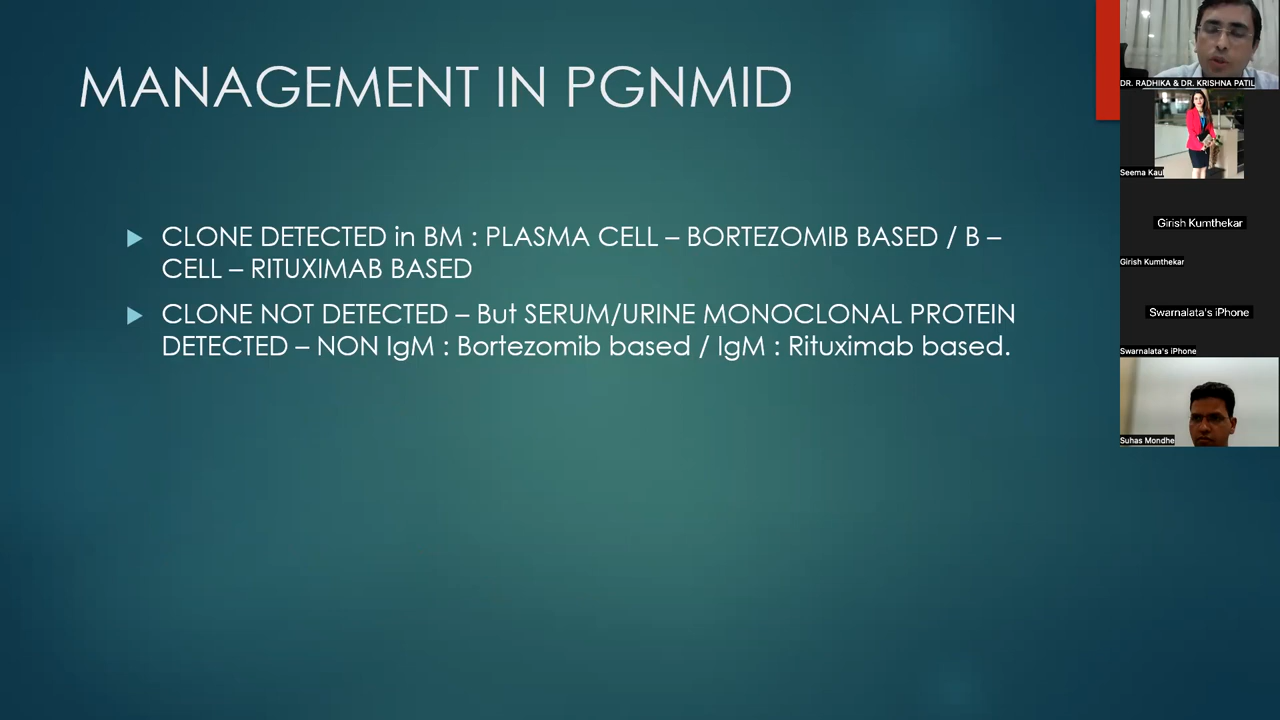 MANAGEMENT IN PGNMID
CLONE DETECTED in BM : PLASMA CELL – BORTEZOMIB BASED / B –
CELL – RITUXIMAB BASED
CLONE NOT DETECTED – But SERUM/URINE MONOCLONAL PROTEIN
DETECTED – NON IgM : Bortezomib based / IgM : Rituximab based.
DR. RADHIKA & DR. KRISHNA PATIL
Seema Kaul
Girish Kumthekar
Girish Kumthekar
Swarnalata's iPhone
Swarnalata's iPhone
Suhas Mondhe